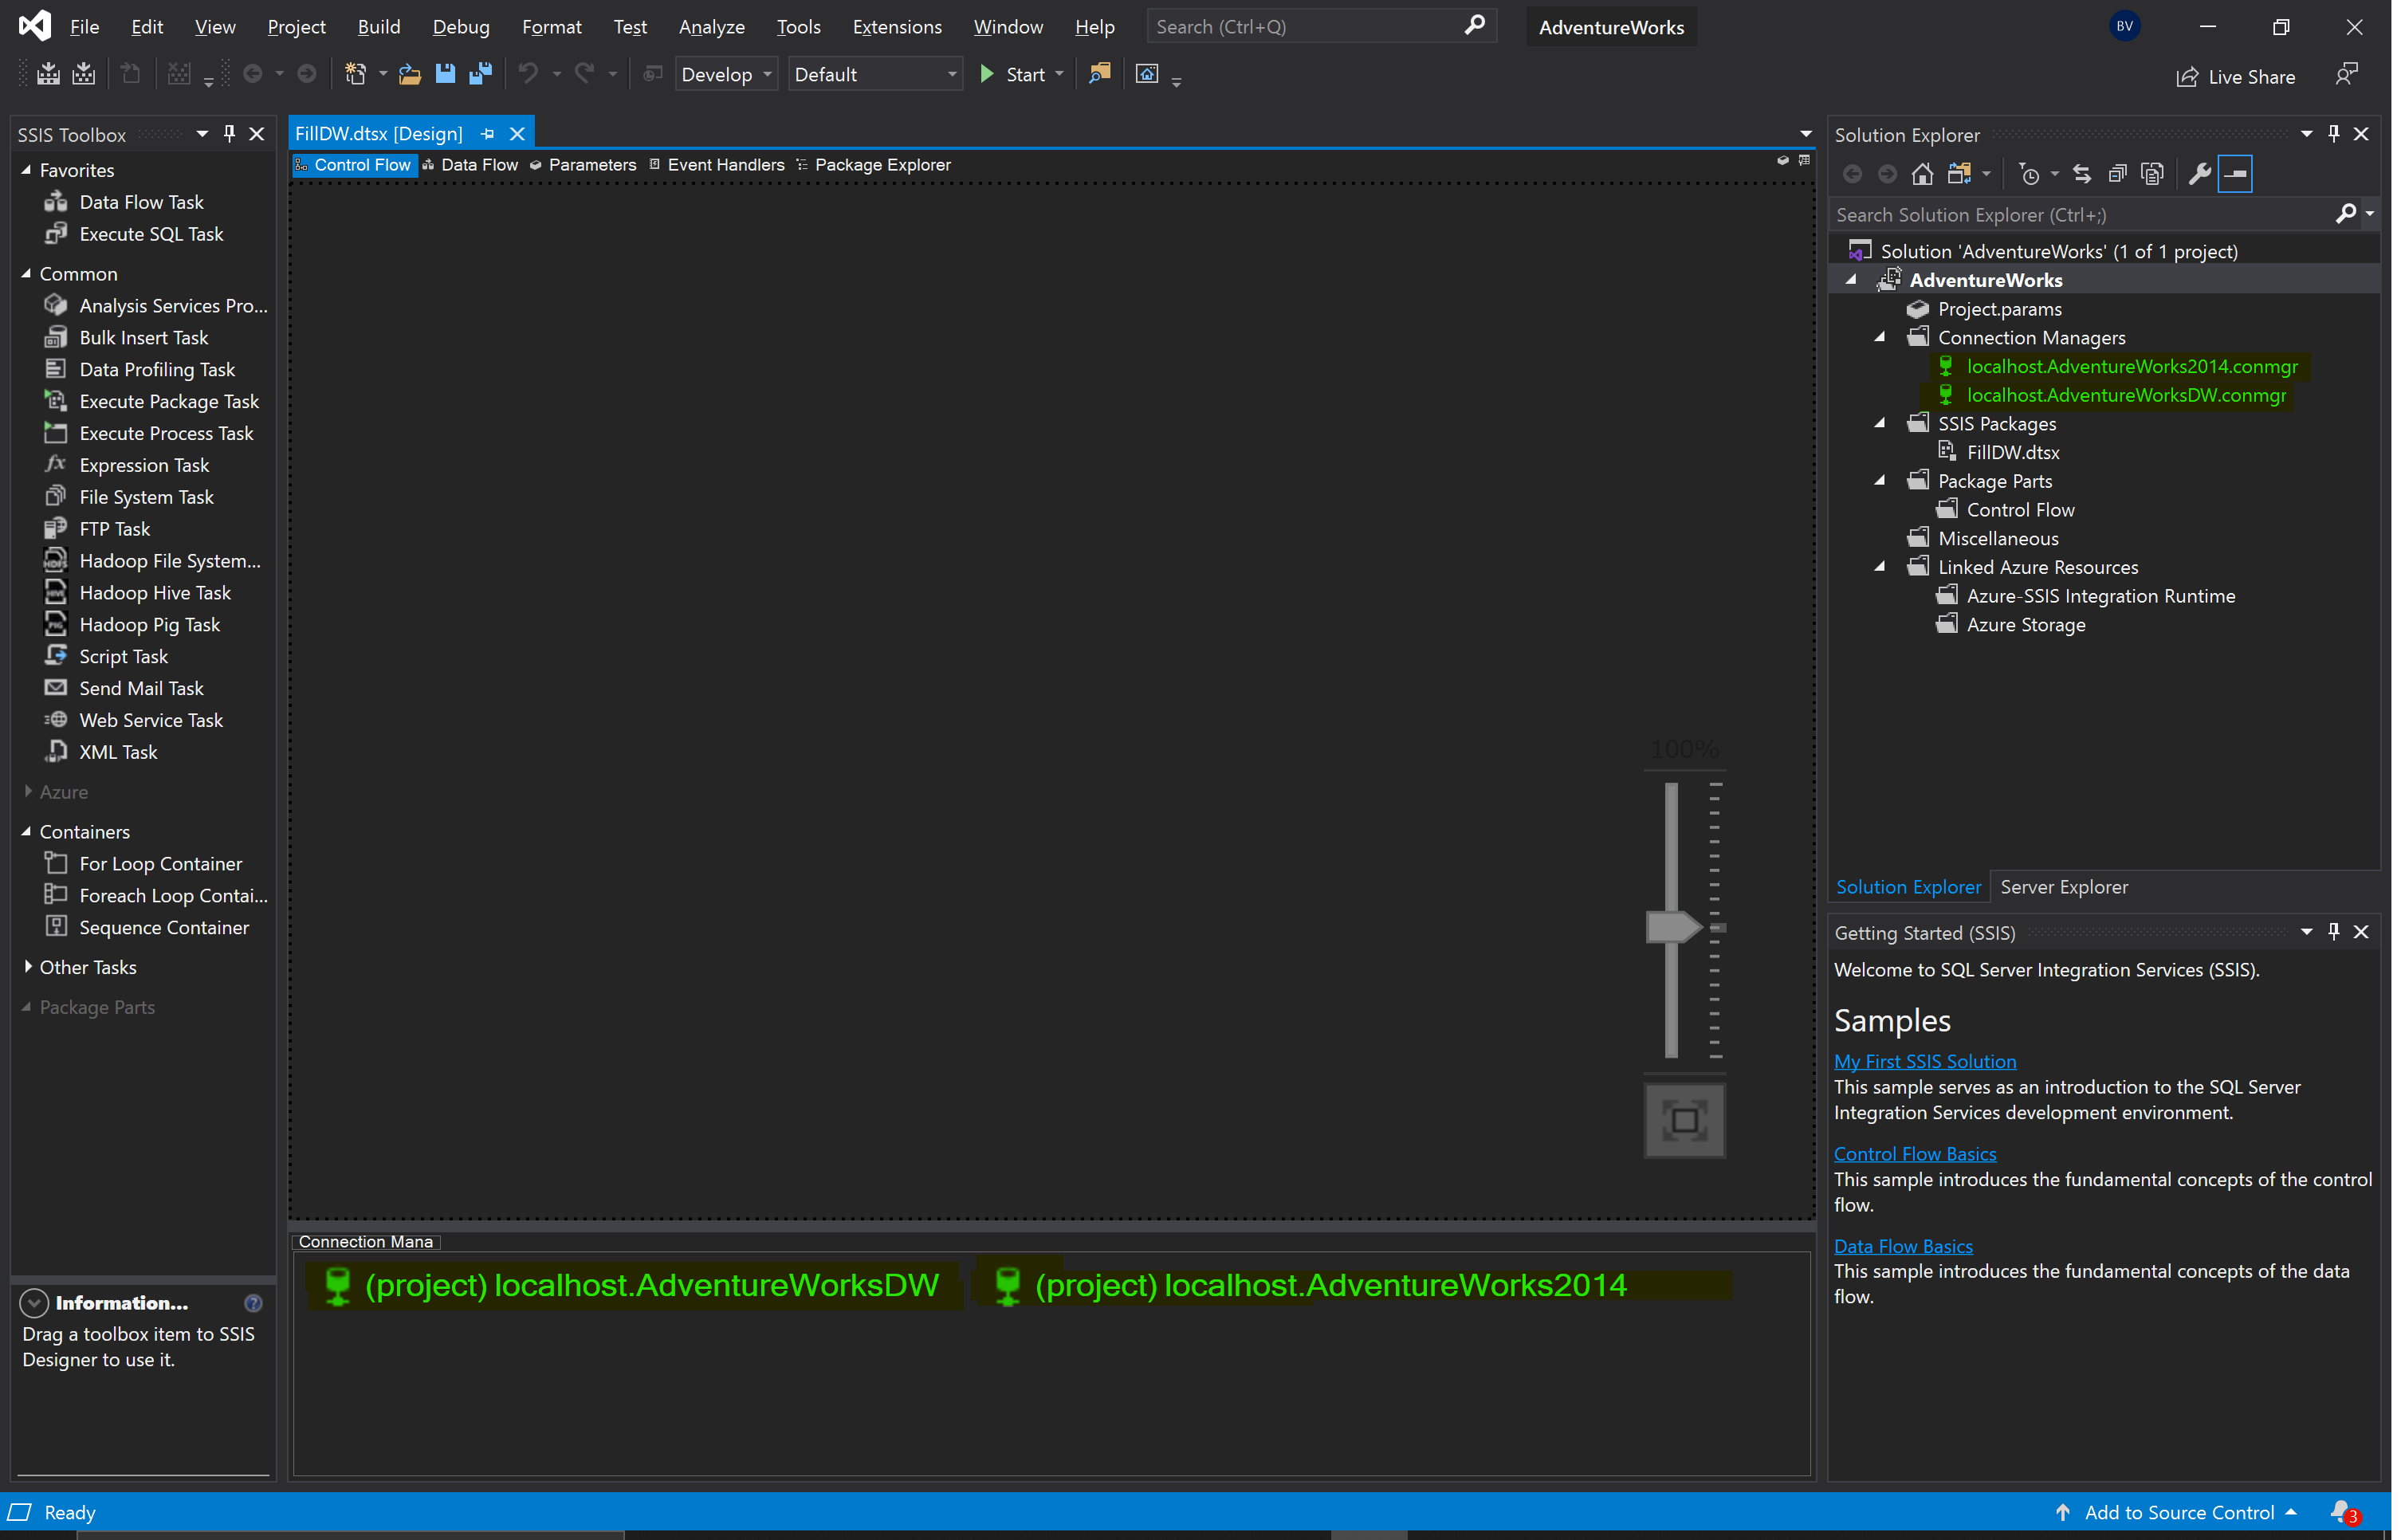 File Edit View Project Build Debug Format Test Analyze Tools Extensions Window Help Search (Ctrl+Q) AdventureWorks BV
Develop Default Start Live Share
SSIS Toolbox
Favorites
Data Flow Task
Execute SQL Task
Common
Analysis Services Pro...
Bulk Insert Task
Data Profiling Task
Execute Package Task
Execute Process Task
Expression Task
File System Task
FTP Task
Hadoop File System...
Hadoop Hive Task
Hadoop Pig Task
Script Task
Send Mail Task
Web Service Task
XML Task
Azure
Containers
For Loop Container
Foreach Loop Contai...
Sequence Container
Other Tasks
Package Parts
Information...
Drag a toolbox item to SSIS
Designer to use it.
FillDW.dtsx [Design]
Control Flow Data Flow Parameters Event Handlers Package Explorer
100%
Connection Mana
(project) localhost.AdventureWorksDW (project) localhost.AdventureWorks2014
Solution Explorer
Search Solution Explorer (Ctrl+;)
Solution 'AdventureWorks' (1 of 1 project)
AdventureWorks
Project.params
Connection Managers
localhost.AdventureWorks2014.conmgr
localhost.AdventureWorksDW.conmgr
SSIS Packages
FillDW.dtsx
Package Parts
Control Flow
Miscellaneous
Linked Azure Resources
Azure-SSIS Integration Runtime
Azure Storage
Solution Explorer Server Explorer
Getting Started (SSIS)
Welcome to SQL Server Integration Services (SSIS).
Samples
My First SSIS Solution
This sample serves as an introduction to the SQL Server
Integration Services development environment.
Control Flow Basics
This sample introduces the fundamental concepts of the control
flow.
Data Flow Basics
This sample introduces the fundamental concepts of the data
flow.
Ready Add to Source Control 3